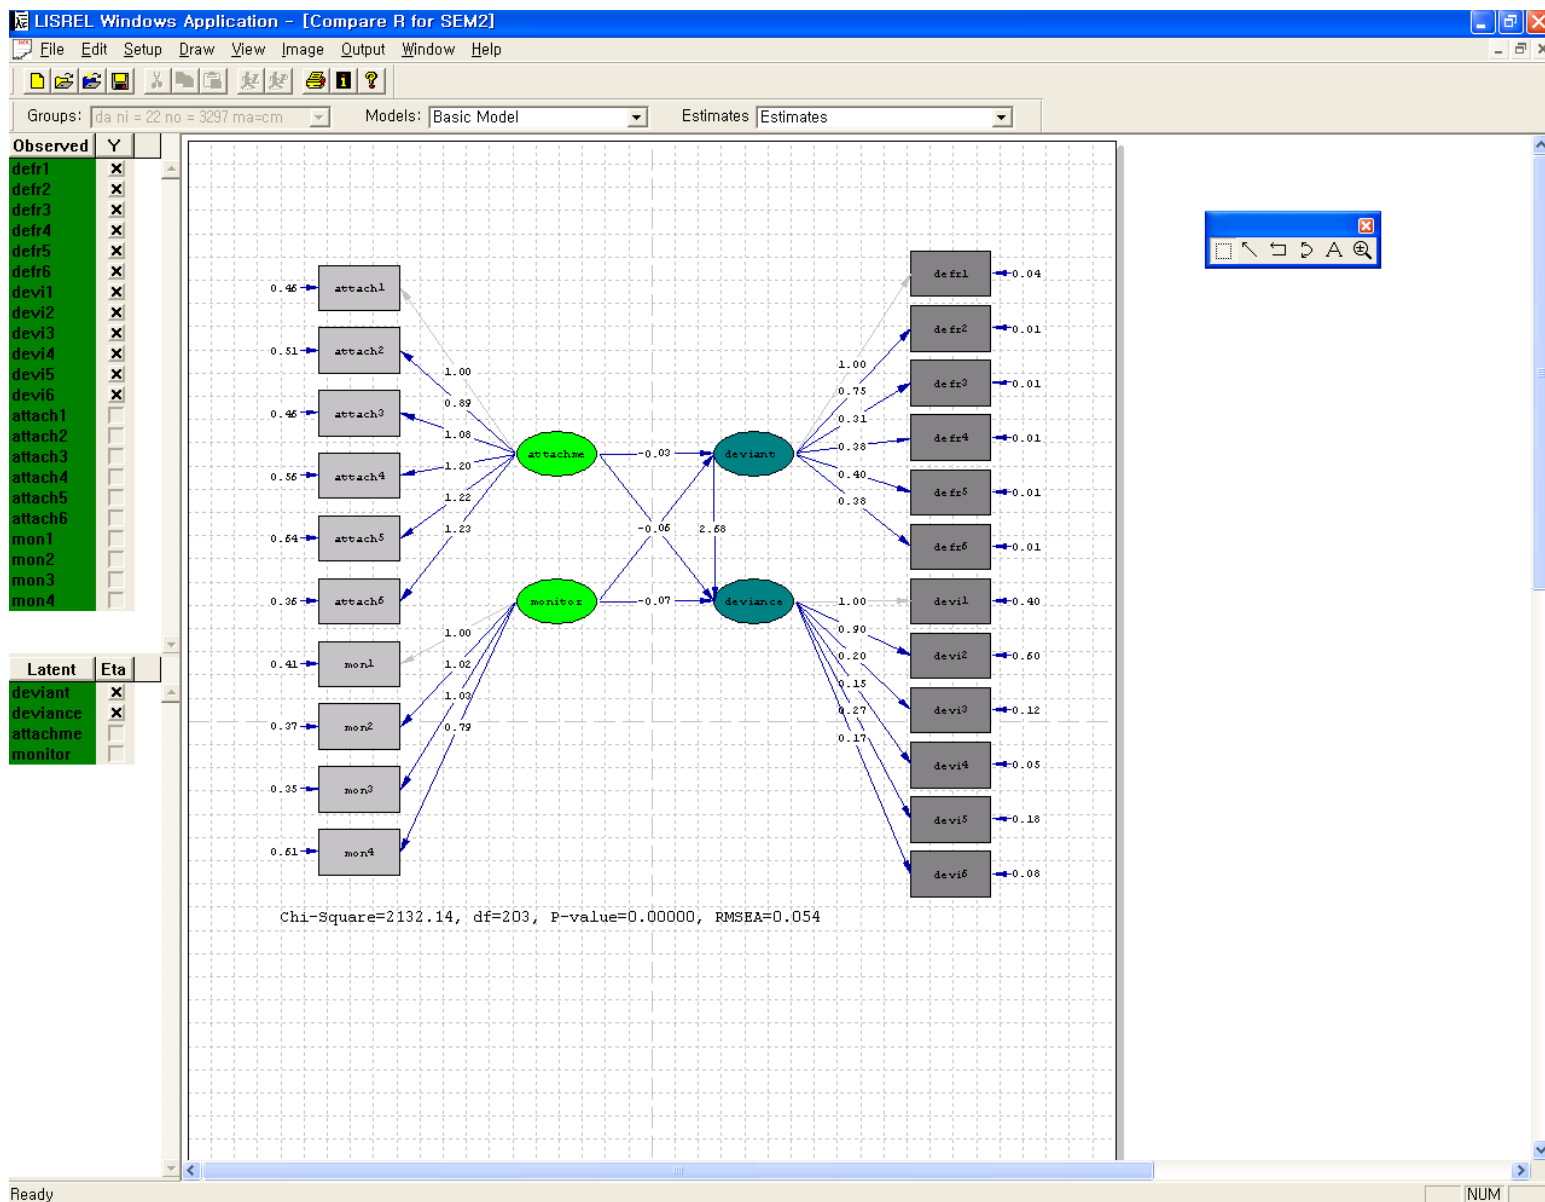 LISREL Windows Application - [Compare R for SEM2]
File Edit Setup Draw View Image Output Window Help
Groups: da ni = 22 no = 3297 ma=cm Models: Basic Model Estimates Estimates
Observed Y
defr1
defr2
defr3
defr4
defr5
defr6
devi1
devi2
devi3
devi4
devi5
devi6
attach1
attach2
attach3
attach4
attach5
attach6
mon1
mon2
mon3
mon4
Latent Eta
deviant
deviance
attachme
monitor
0.46 attach1
0.51 attach2
0.46 attach3
0.56 attach4
0.64 attach5
0.36 attach6
0.41 mon1
0.37 mon2
0.35 mon3
0.61 mon4
1.00
0.89
1.08
1.20
1.22
1.23
1.00
1.02
1.03
0.79
attachme
monitor
-0.03
-0.06
2.68
-0.07
deviant
deviance
1.00
0.75
0.31
0.38
0.40
0.38
1.00
0.90
0.20
0.15
0.27
0.17
defr1 0.04
defr2 0.01
defr3 0.01
defr4 0.01
defr5 0.01
defr6 0.01
devi1 0.40
devi2 0.60
devi3 0.12
devi4 0.05
devi5 0.18
devi6 0.08
Chi-Square=2132.14, df=203, P-value=0.00000, RMSEA=0.054
A
Ready NUM